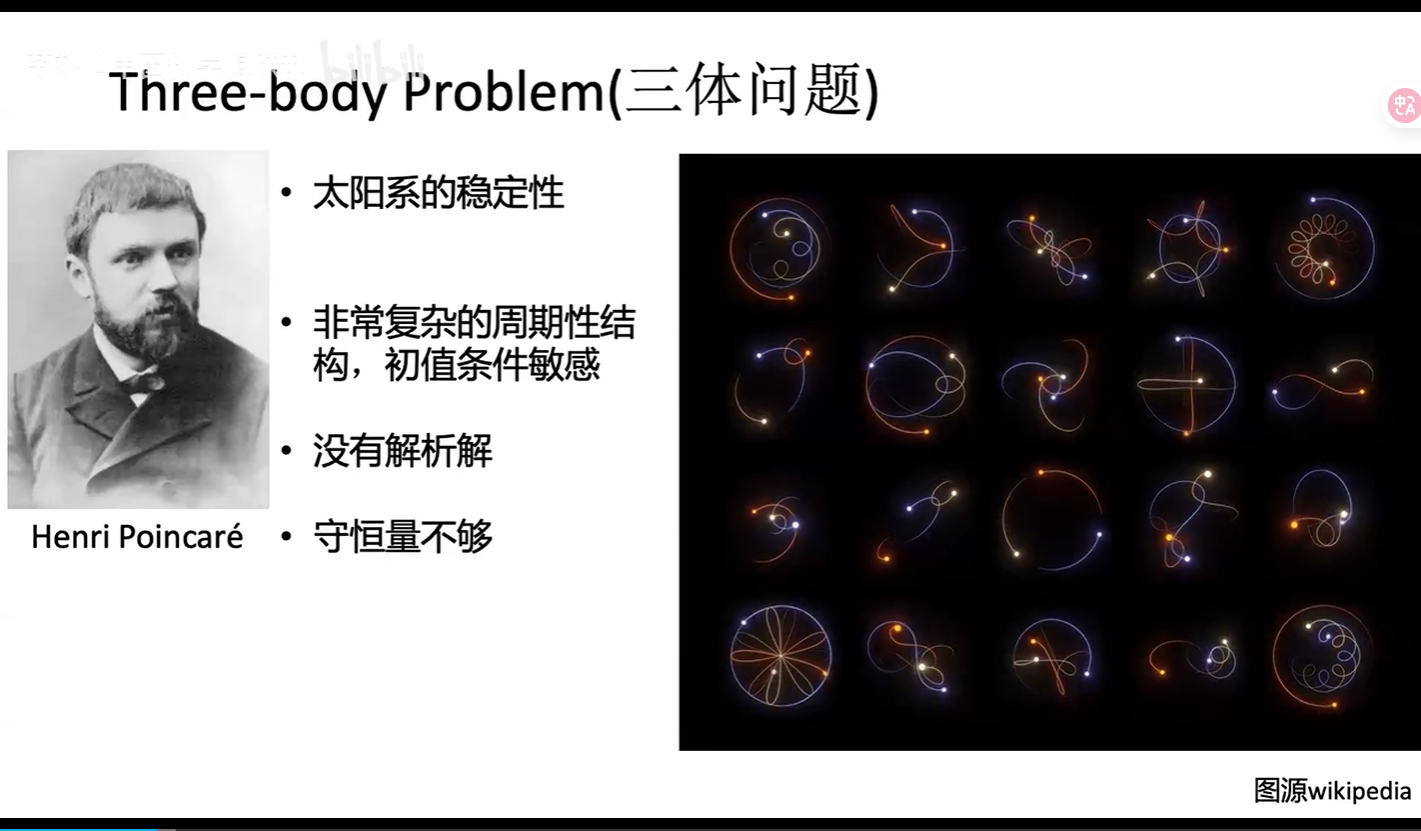 Three-body Problem(三体问题)
• 太阳系的稳定性
• 非常复杂的周期性结
构，初值条件敏感
• 没有解析解
• 守恒量不够
Henri Poincaré
图源wikipedia
bilibili
中
A